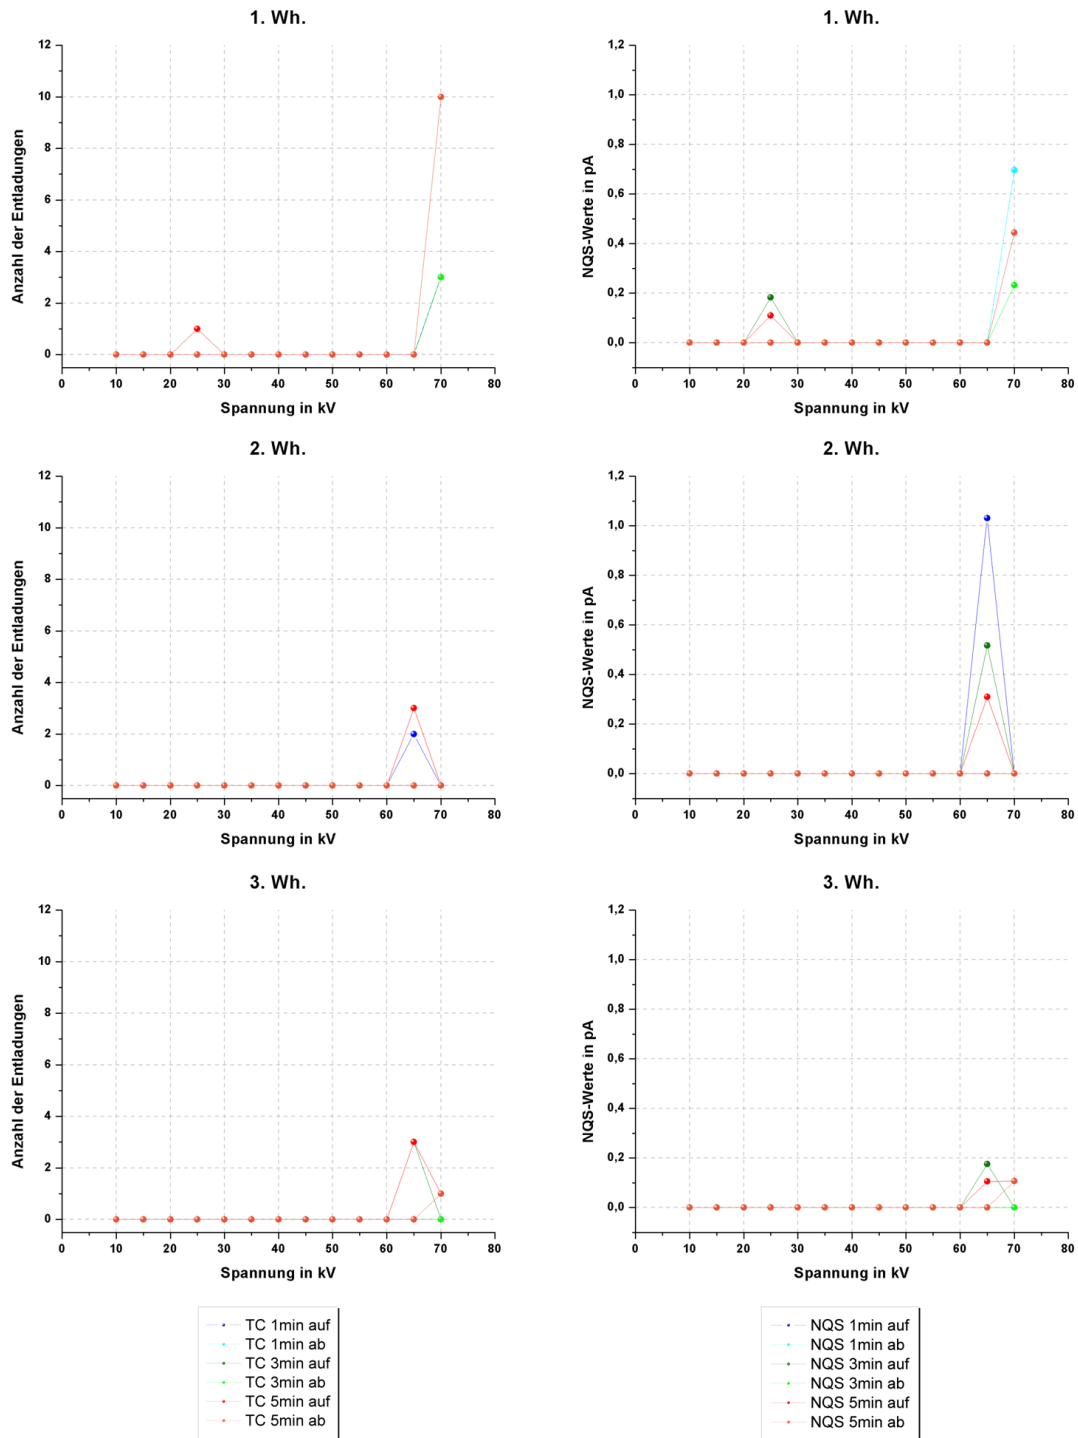 1. Wh.
12
10
8
6
4
2
0
0 10 20 30 40 50 60 70 80
Anzahl der Entladungen
Spannung in kV
1. Wh.
1,2
1,0
0,8
0,6
0,4
0,2
0,0
0 10 20 30 40 50 60 70 80
NQS-Werte in pA
Spannung in kV
2. Wh.
12
10
8
6
4
2
0
0 10 20 30 40 50 60 70 80
Anzahl der Entladungen
Spannung in kV
2. Wh.
1,2
1,0
0,8
0,6
0,4
0,2
0,0
0 10 20 30 40 50 60 70 80
NQS-Werte in pA
Spannung in kV
3. Wh.
12
10
8
6
4
2
0
0 10 20 30 40 50 60 70 80
Anzahl der Entladungen
Spannung in kV
3. Wh.
1,2
1,0
0,8
0,6
0,4
0,2
0,0
0 10 20 30 40 50 60 70 80
NQS-Werte in pA
Spannung in kV
TC 1min auf
TC 1min ab
TC 3min auf
TC 3min ab
TC 5min auf
TC 5min ab
NQS 1min auf
NQS 1min ab
NQS 3min auf
NQS 3min ab
NQS 5min auf
NQS 5min ab